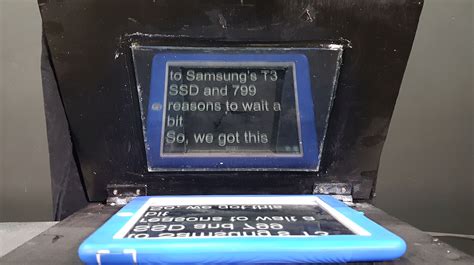 to Samsung's T3
SSD and 799
reasons to wait a
bit
So, we got this